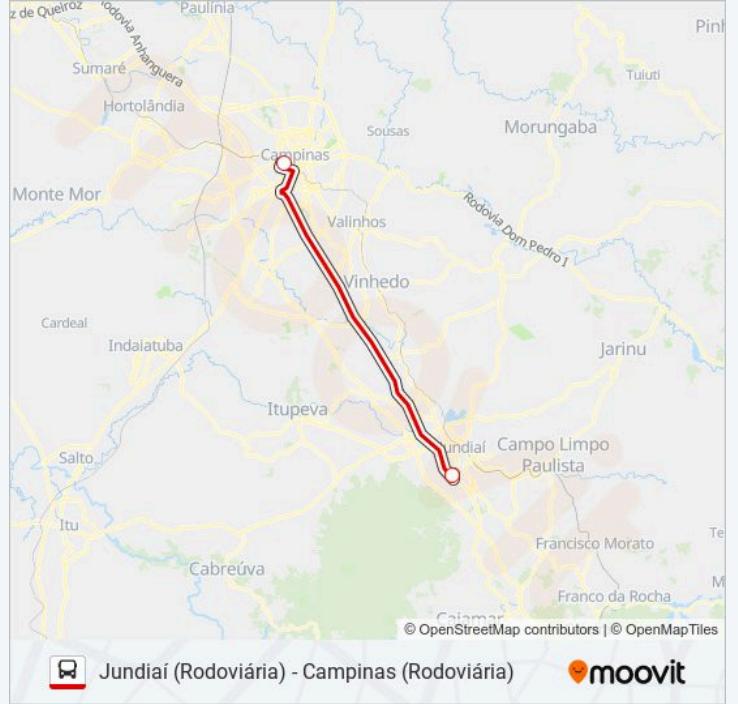 z de Queiroz
Paulínia
Rodovia Anhanguera
Sumaré
Hortolândia
Tuiuti
Sousas
Morungaba
Campinas
Monte Mor
Rodovia Dom Pedro I
Valinhos
Vinhedo
Cardeal
Indaiatuba
Jarinu
Itupeva
Jundiaí
Campo Limpo
Paulista
Salto
Itu
Francisco Morato
Cabreúva
Franco da Rocha
Cajamar
© OpenStreetMap contributors | © OpenMapTiles
Jundiaí (Rodoviária) - Campinas (Rodoviária)
moovit